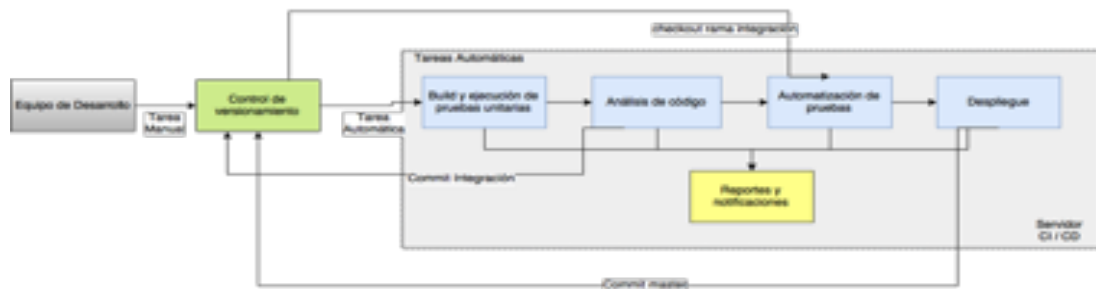 checkout rama integración
Tareas Automáticas
Equipo de Desarrollo
Tarea
Manual
Control de
versionamiento
Tarea
Automática
Build y ejecución de
pruebas unitarias
Análisis de código
Automatización de
pruebas
Despliegue
Commit Integración
Reportes y
notificaciones
Servidor
CI / CD
Commit master